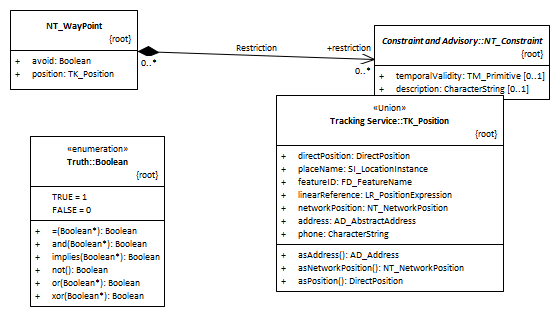 NT_WayPoint
{root}
+ avoid: Boolean
+ position: TK_Position
0..*
Restriction
+restriction
0..*
Constraint and Advisory::NT_Constraint
{root}
+ temporalValidity: TM_Primitive [0..1]
+ description: CharacterString [0..1]
«Union»
Tracking Service::TK_Position
{root}
+ directPosition: DirectPosition
+ placeName: SI_LocationInstance
+ featureID: FD_FeatureName
+ linearReference: LR_PositionExpression
+ networkPosition: NT_NetworkPosition
+ address: AD_AbstractAddress
+ phone: CharacterString
+ asAddress(): AD_Address
+ asNetworkPosition(): NT_NetworkPosition
+ asPosition(): DirectPosition
«enumeration»
Truth::Boolean
{root}
TRUE = 1
FALSE = 0
+ =(Boolean*): Boolean
+ and(Boolean*): Boolean
+ implies(Boolean*): Boolean
+ not(): Boolean
+ or(Boolean*): Boolean
+ xor(Boolean*): Boolean